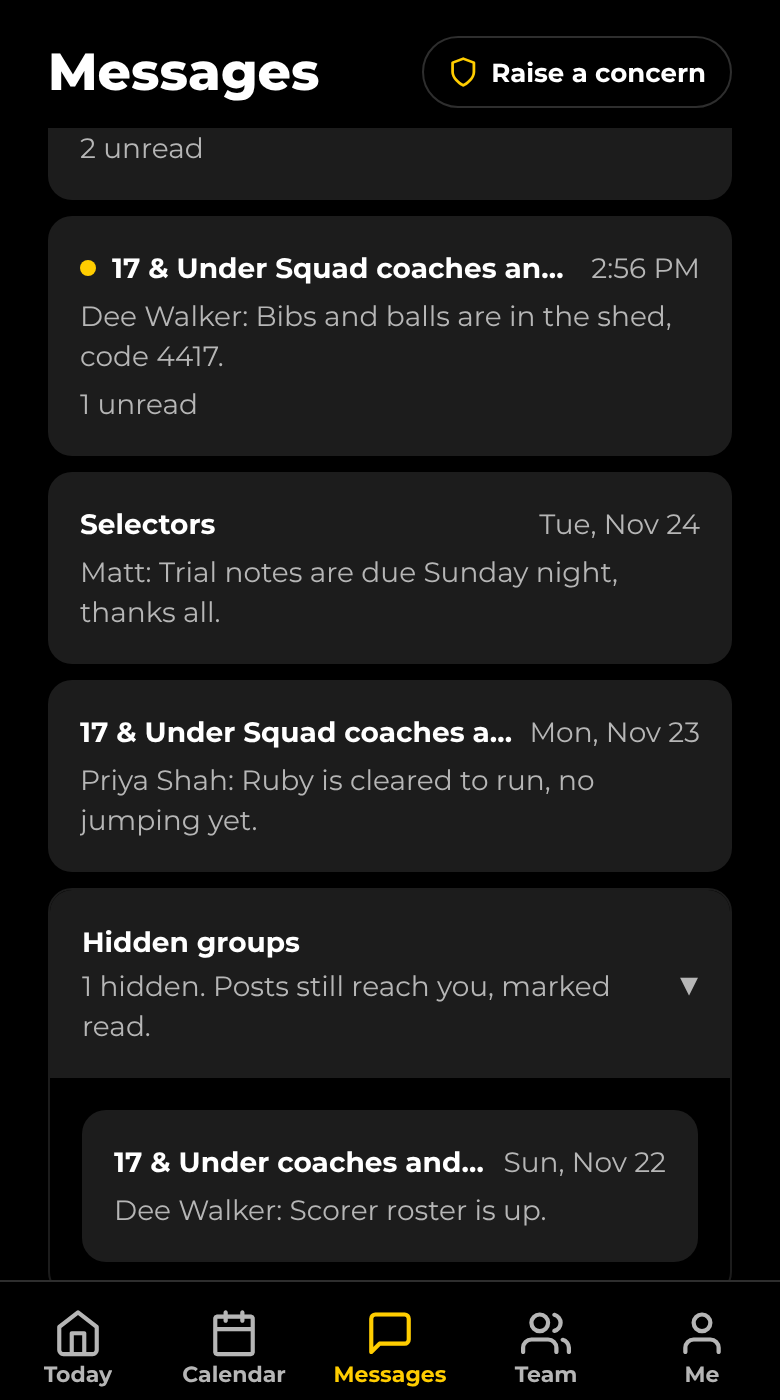 Messages
Raise a concern
2 unread
17 & Under Squad coaches an...
2:56 PM
Dee Walker: Bibs and balls are in the shed,
code 4417.
1 unread
Selectors
Tue, Nov 24
Matt: Trial notes are due Sunday night,
thanks all.
17 & Under Squad coaches a...
Mon, Nov 23
Priya Shah: Ruby is cleared to run, no
jumping yet.
Hidden groups
1 hidden. Posts still reach you, marked
read.
17 & Under coaches and...
Sun, Nov 22
Dee Walker: Scorer roster is up.
Today
Calendar
Messages
Team
Me